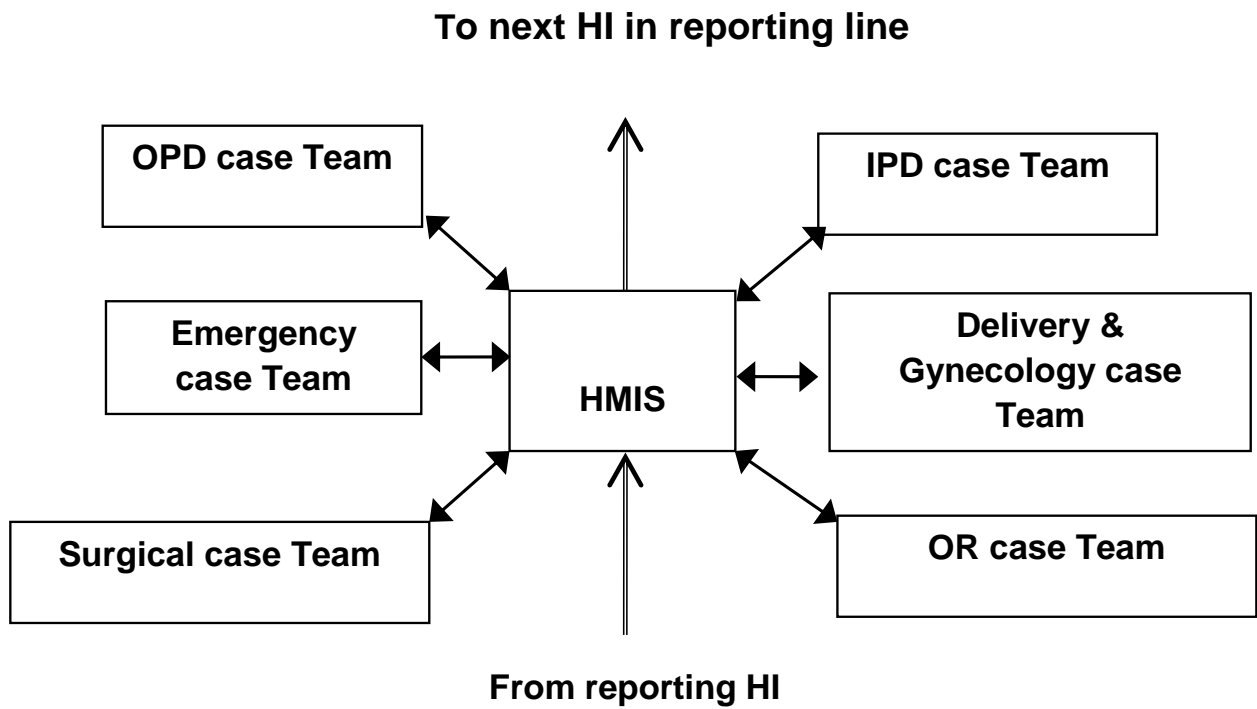 To next HI in reporting line
OPD case Team
IPD case Team
Emergency
case Team
HMIS
Delivery &
Gynecology case
Team
Surgical case Team
OR case Team
From reporting HI